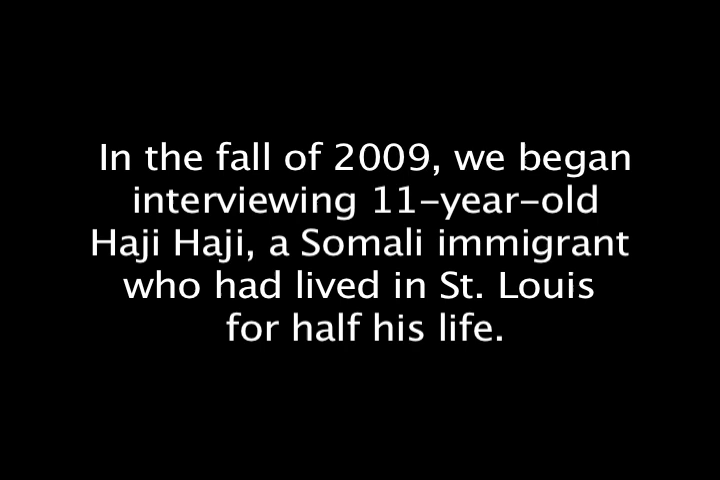 In the fall of 2009, we began
interviewing 11-year-old
Haji Haji, a Somali immigrant
who had lived in St. Louis
for half his life.